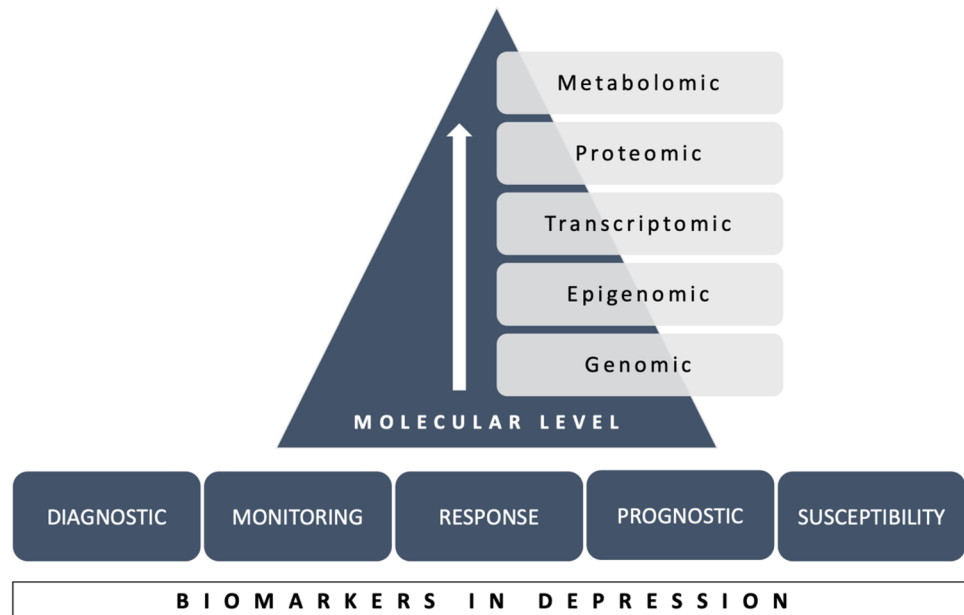 Metabolomic
Proteomic
Transcriptomic
Epigenomic
Genomic
MOLECULAR LEVEL
DIAGNOSTIC
MONITORING
RESPONSE
PROGNOSTIC
SUSCEPTIBILITY
BIOMARKERS IN DEPRESSION